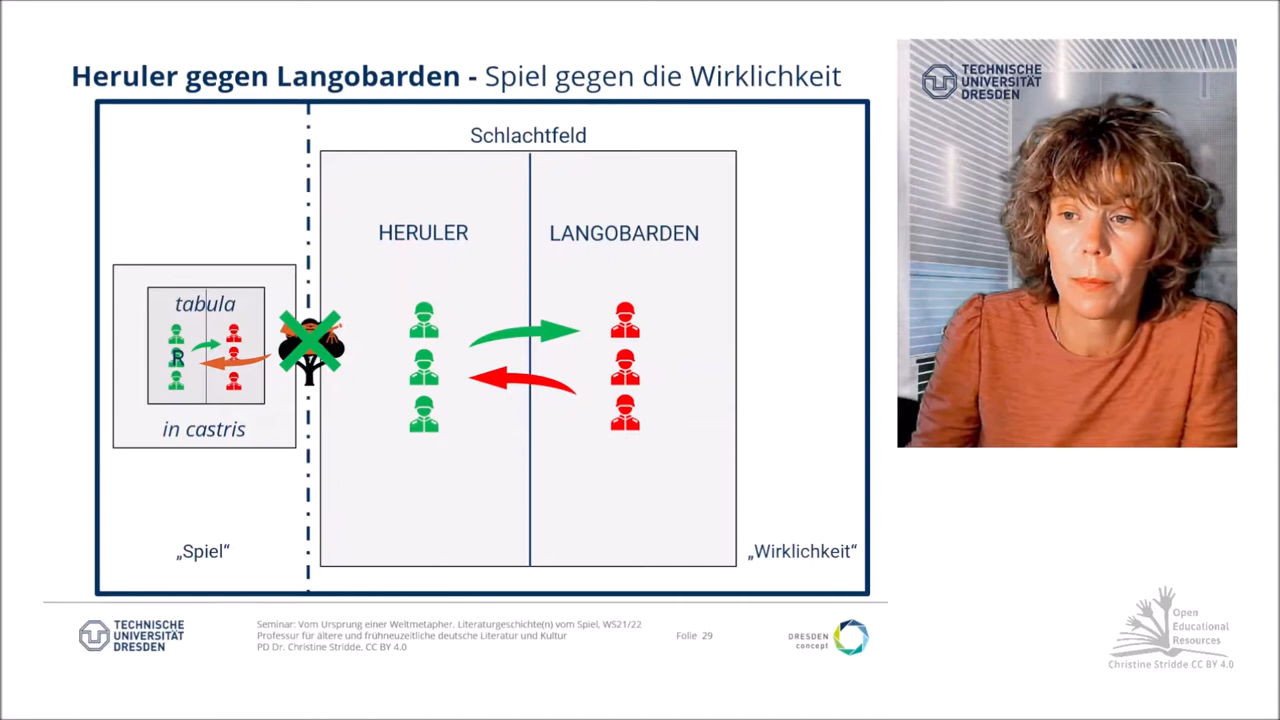 Heruler gegen Langobarden - Spiel gegen die Wirklichkeit
Schlachtfeld
HERULER
LANGOBARDEN
tabula
R
in castris
„Spiel“
„Wirklichkeit“
TECHNISCHE
UNIVERSITÄT
DRESDEN
Seminar: Vom Ursprung einer Weltmetapher. Literaturgeschichte(n) vom Spiel, WS21/22
Professur für ältere und frühneuzeitliche deutsche Literatur und Kultur
PD Dr. Christine Stridde. CC BY 4.0
Folie 29
DRESDEN
concept
TECHNISCHE
UNIVERSITÄT
DRESDEN
Open
Educational
Resources
Christine Stridde CC BY 4.0